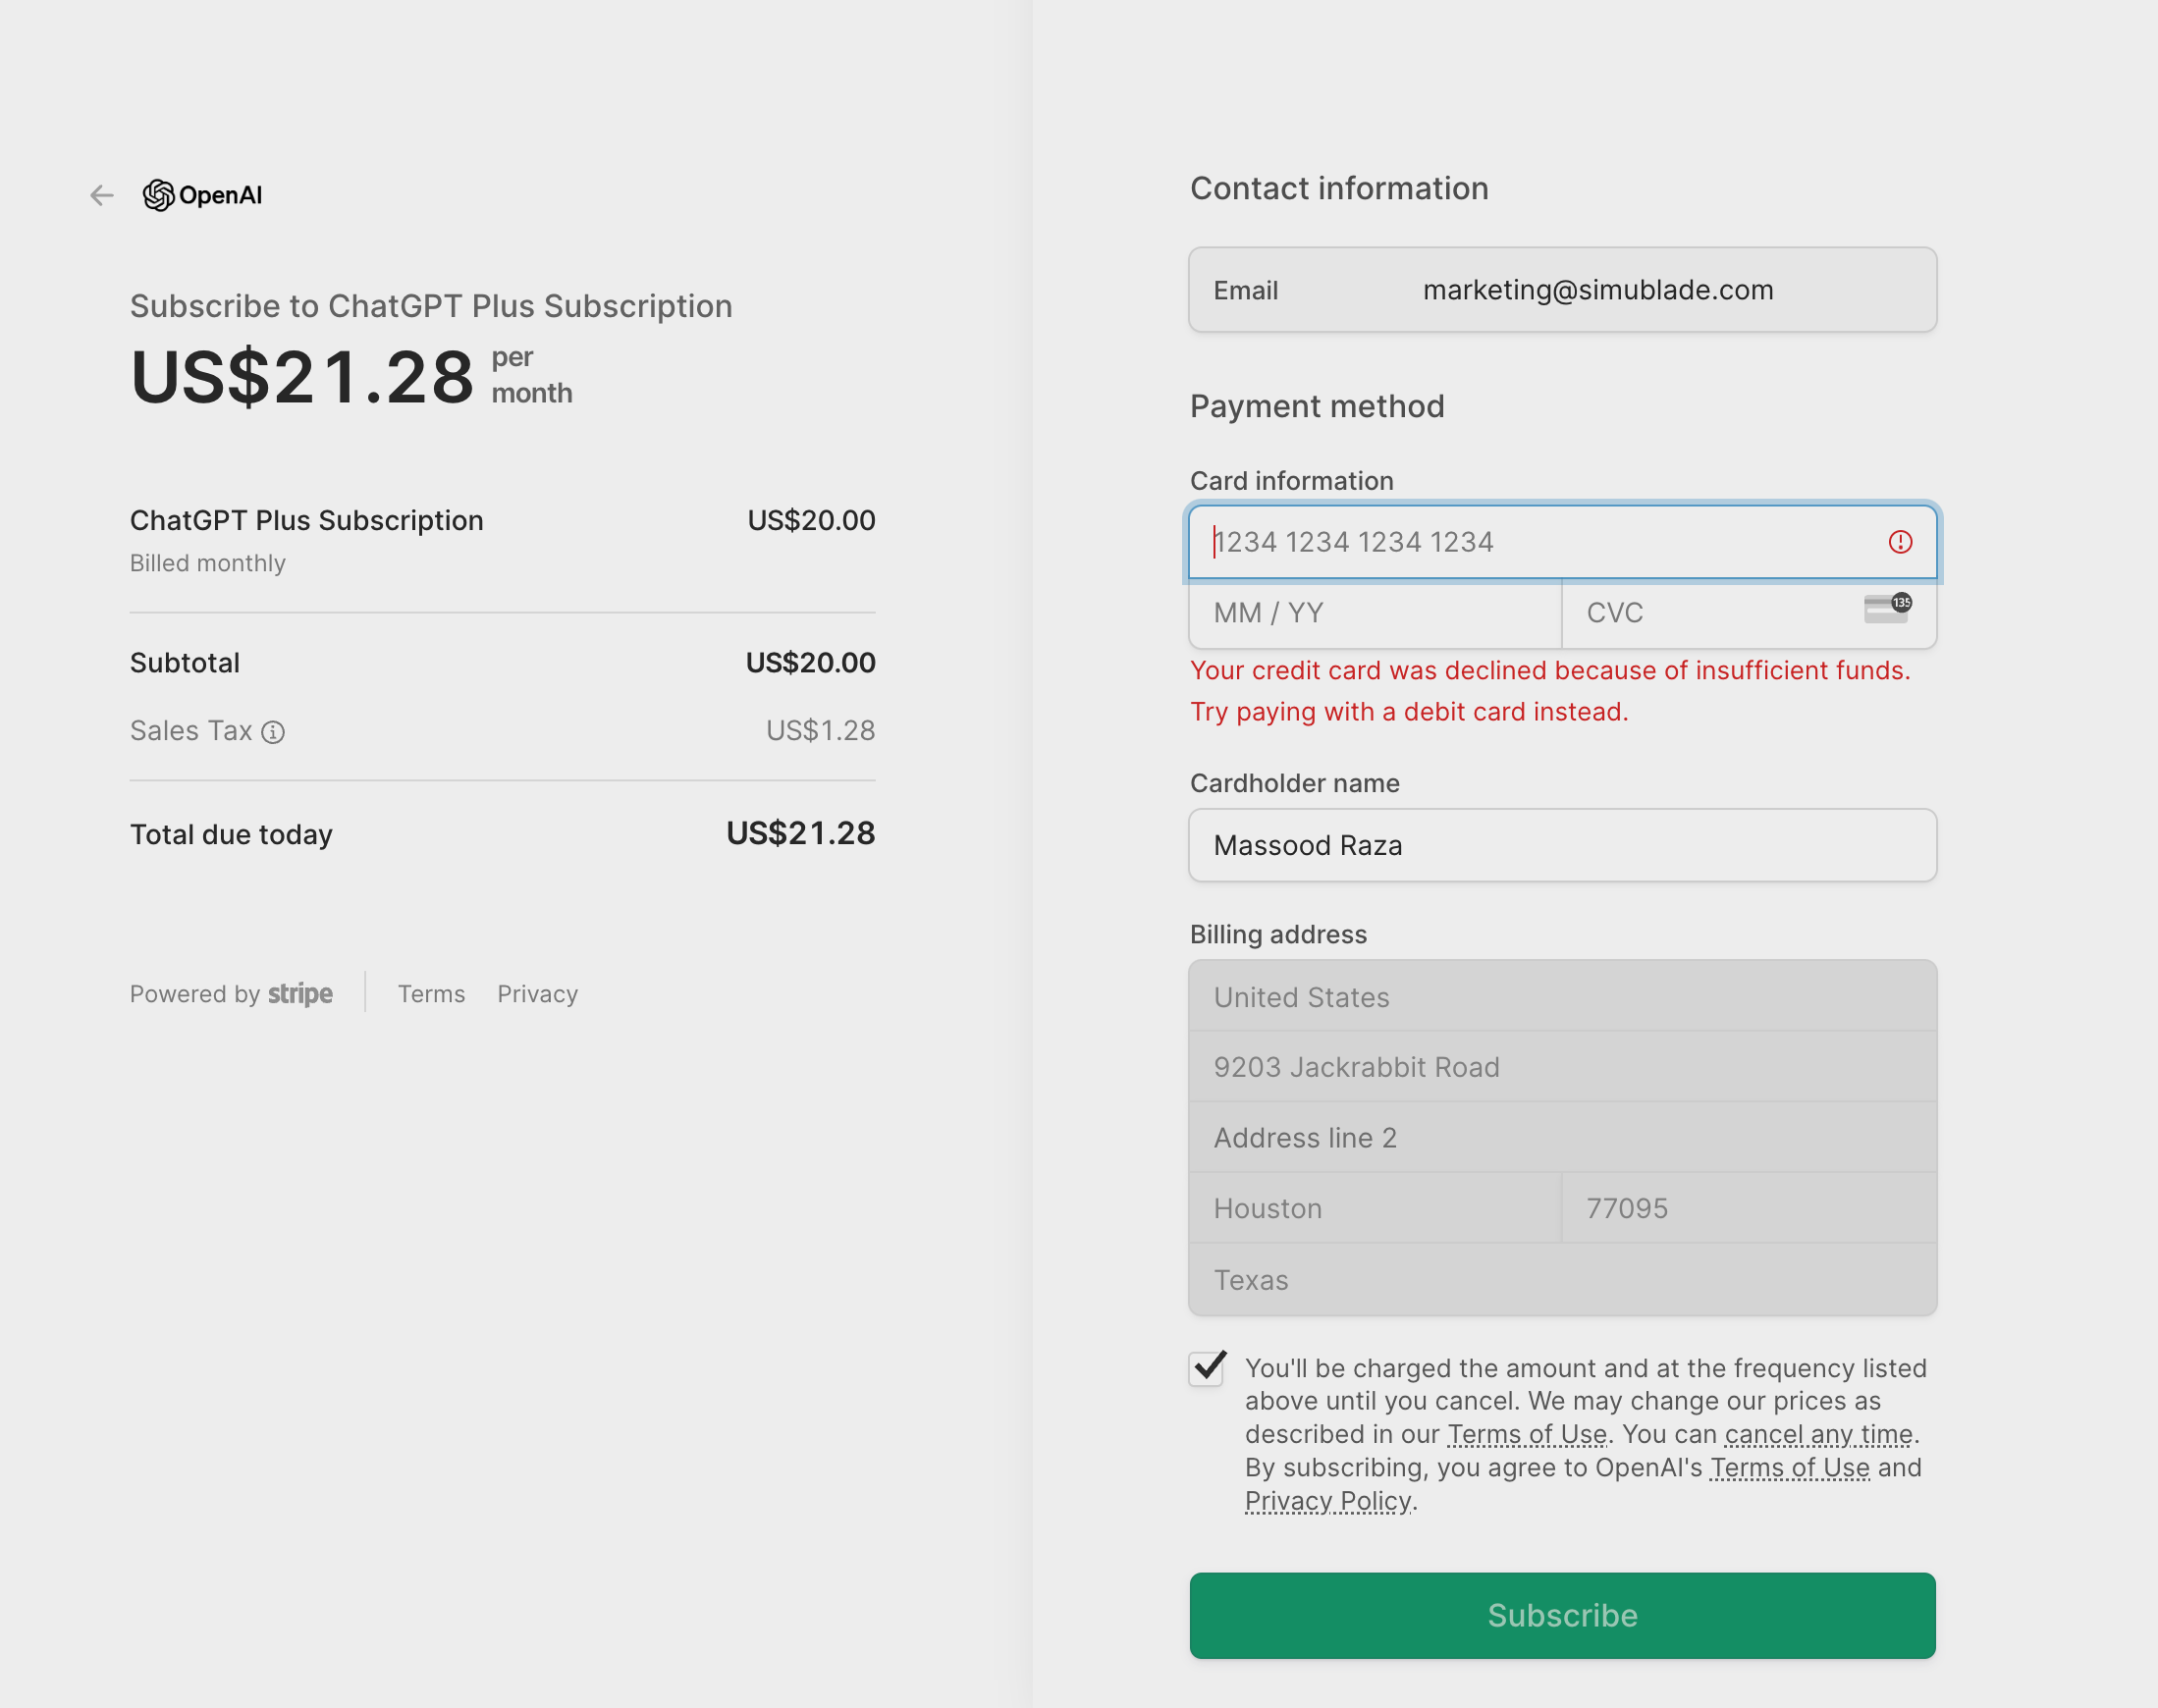 OpenAI
Subscribe to ChatGPT Plus Subscription
US$21.28 per
month
ChatGPT Plus Subscription US$20.00
Billed monthly
Subtotal US$20.00
Sales Tax US$1.28
Total due today US$21.28
Powered by stripe Terms Privacy
Contact information
Email marketing@simublade.com
Payment method
Card information
1234 1234 1234 1234
MM / YY CVC 135
Your credit card was declined because of insufficient funds.
Try paying with a debit card instead.
Cardholder name
Massood Raza
Billing address
United States
9203 Jackrabbit Road
Address line 2
Houston 77095
Texas
You'll be charged the amount and at the frequency listed
above until you cancel. We may change our prices as
described in our Terms of Use. You can cancel any time.
By subscribing, you agree to OpenAI's Terms of Use and
Privacy Policy.
Subscribe